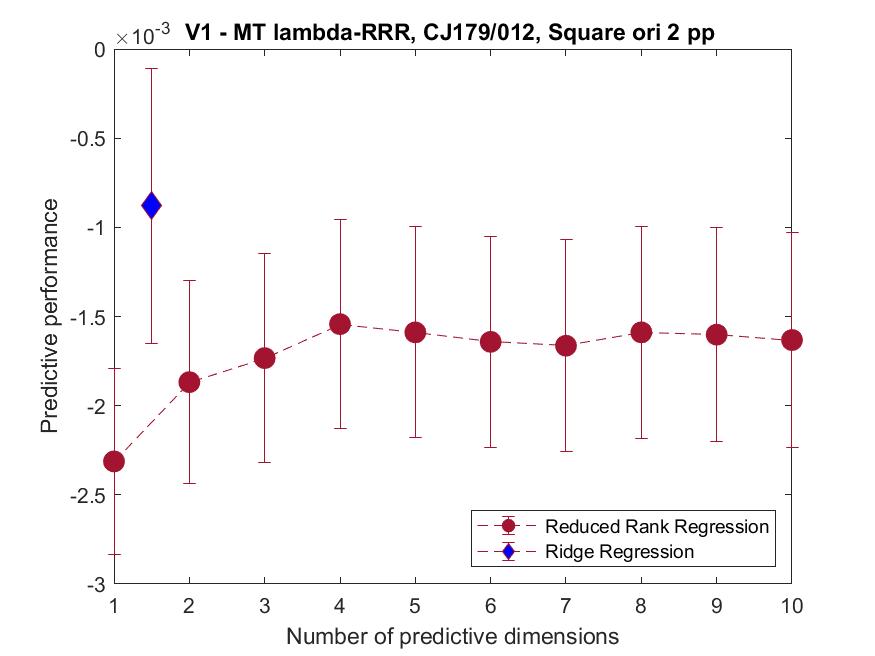 ×10-3
V1 - MT lambda-RRR, CJ179/012, Square ori 2 pp
0
-0.5
-1
-1.5
-2
-2.5
-3
Predictive performance
1 2 3 4 5 6 7 8 9 10
Number of predictive dimensions
Reduced Rank Regression
Ridge Regression